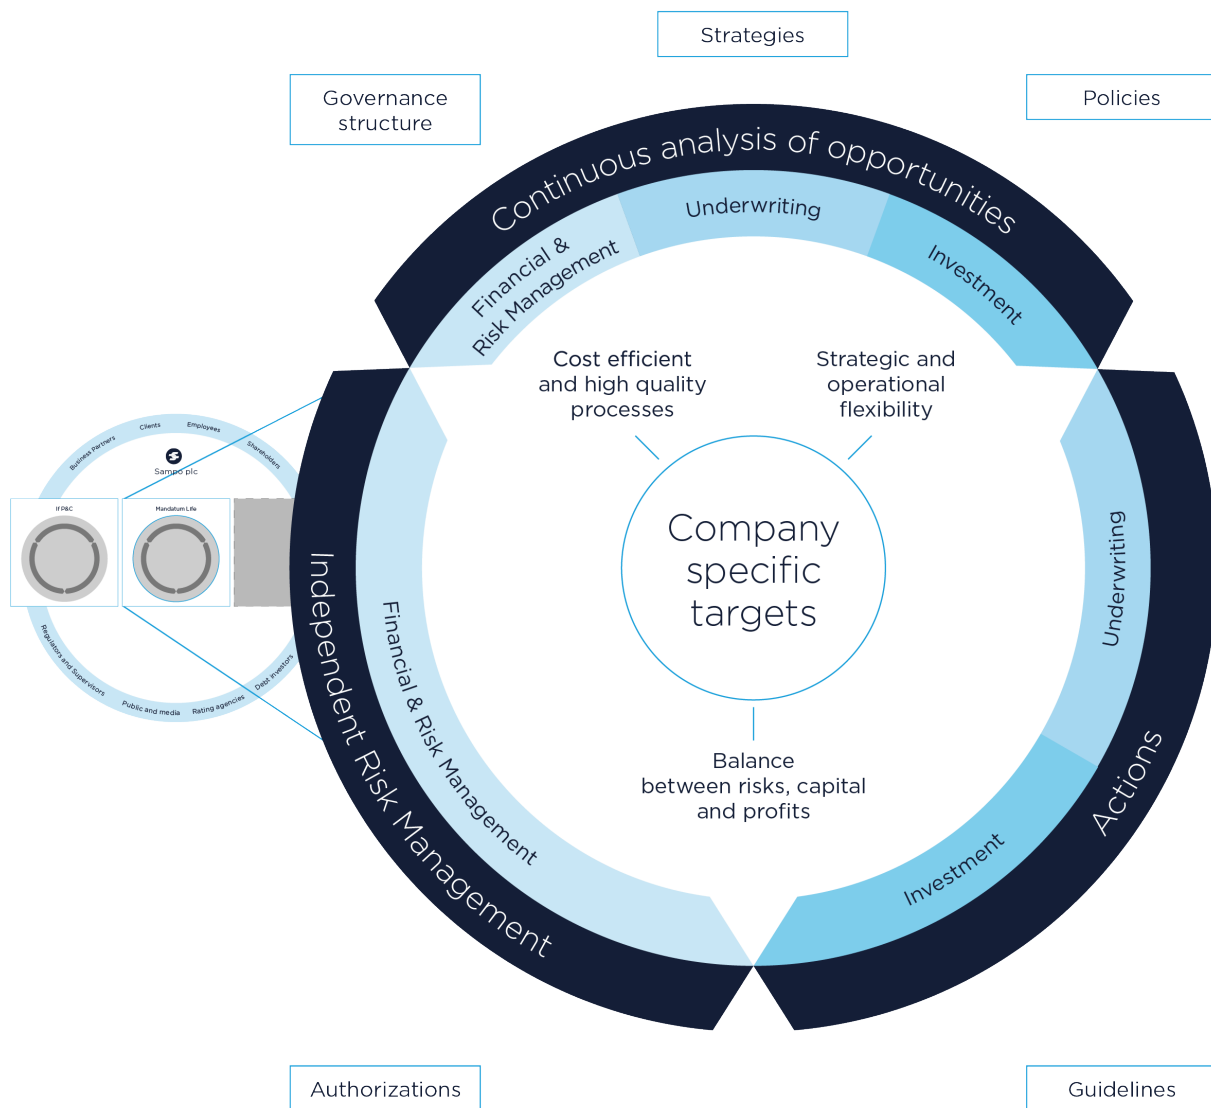 Strategies
Governance
structure
Policies
Continuous analysis of opportunities
Financial &
Risk Management
Underwriting
Investment
Cost efficient
and high quality
processes
Strategic and
operational
flexibility
Company
specific
targets
Balance
between risks, capital
and profits
Independent Risk Management
Financial & Risk Management
Underwriting
Investment
Actions
Business Partners
Clients
Employees
Shareholders
Sampo plc
If P&C
Mandatum Life
Regulators and Supervisors
Public and media
Rating agencies
Debt investors
Authorizations
Guidelines